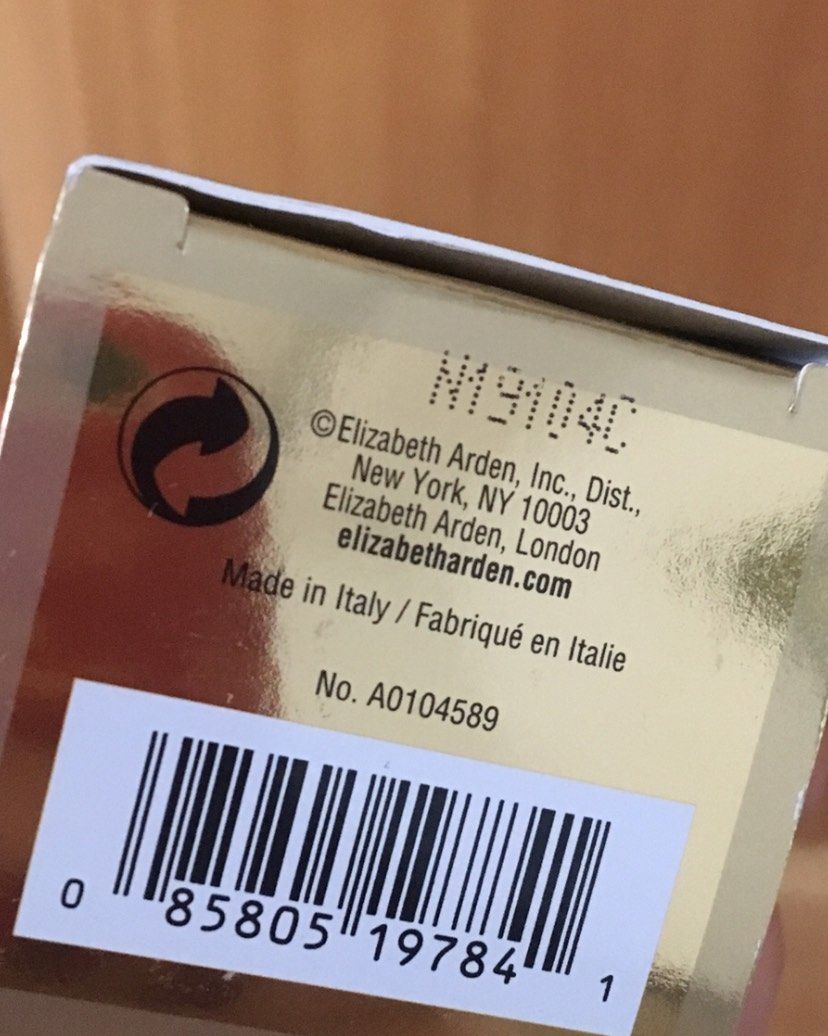 N19104C
©Elizabeth Arden, Inc., Dist.,
New York, NY 10003
Elizabeth Arden, London
elizabetharden.com
Made in Italy / Fabriqué en Italie
No. A0104589
0 85805 19784 1